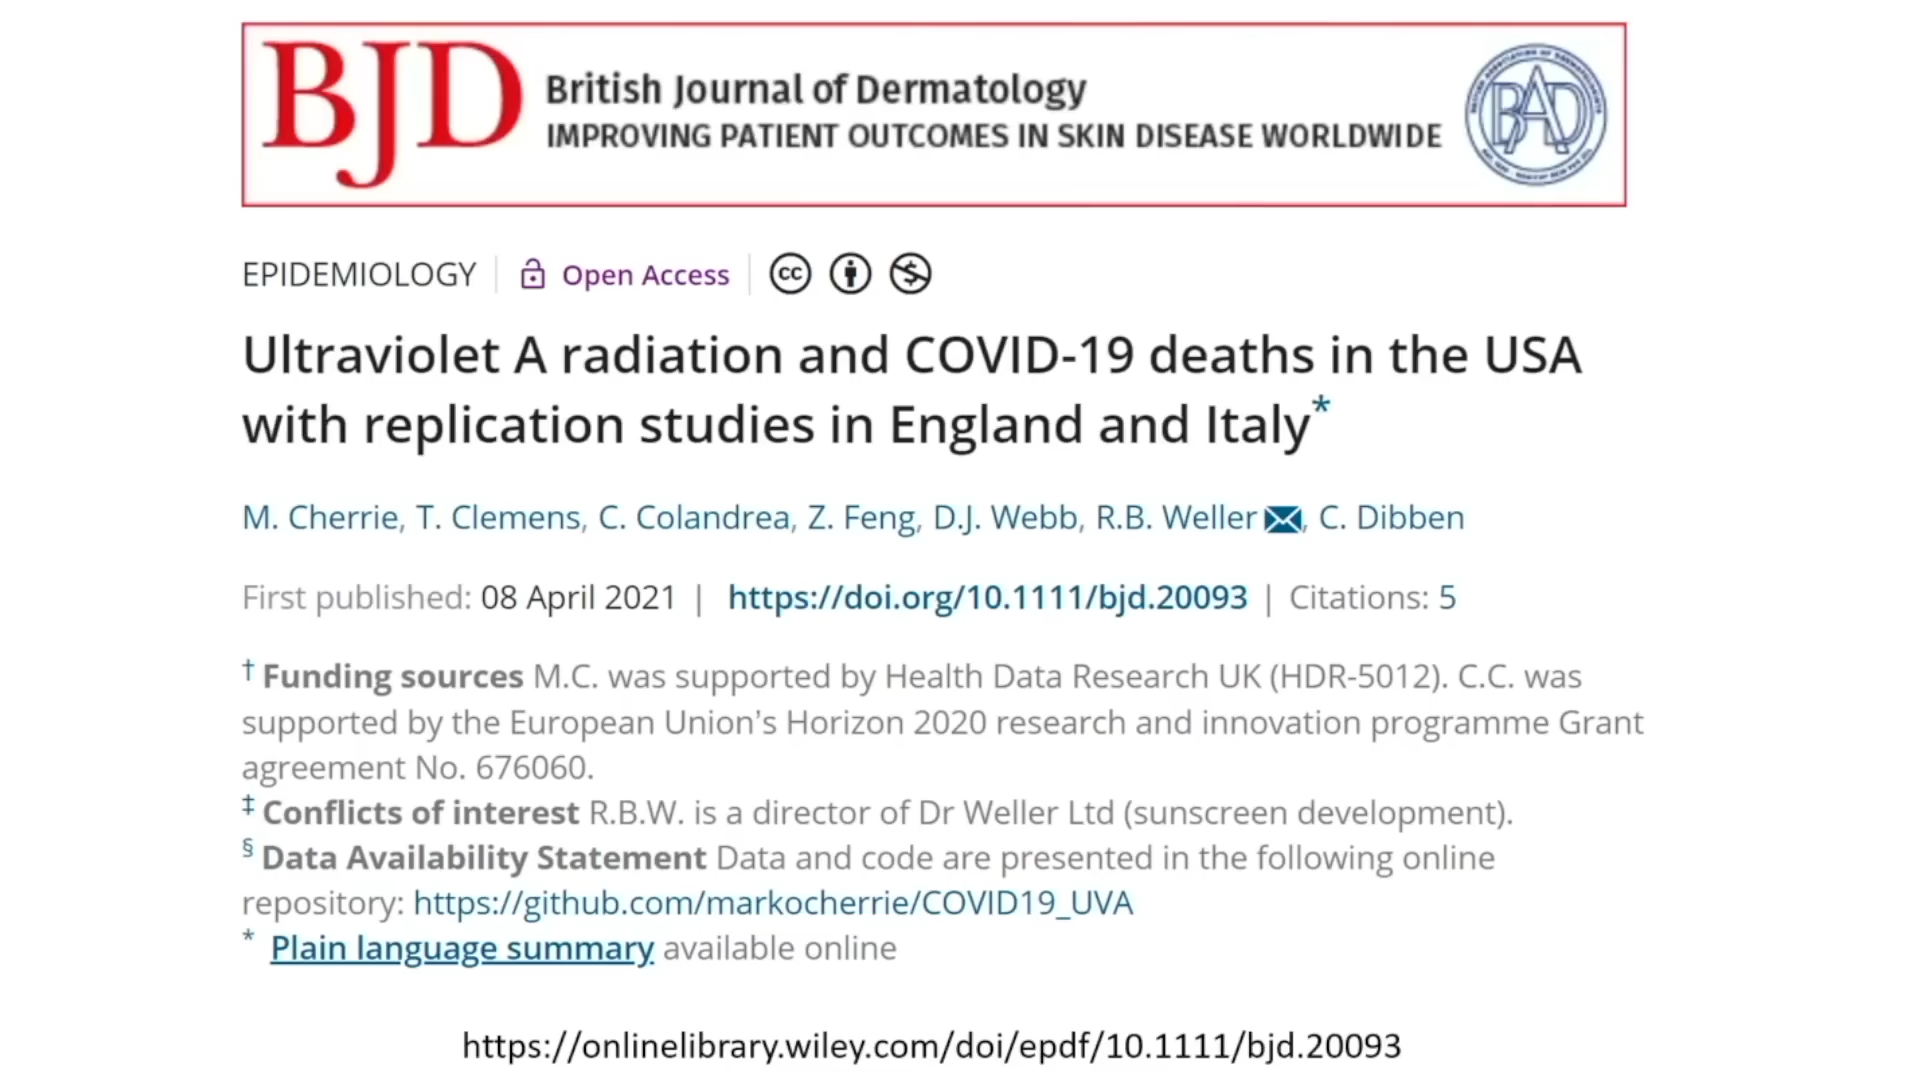 BJD
British Journal of Dermatology
IMPROVING PATIENT OUTCOMES IN SKIN DISEASE WORLDWIDE
BAD
EPIDEMIOLOGY
Open Access
cc
Ultraviolet A radiation and COVID-19 deaths in the USA
with replication studies in England and Italy*
M. Cherrie, T. Clemens, C. Colandrea, Z. Feng, D.J. Webb, R.B. Weller, C. Dibben
First published: 08 April 2021 | https://doi.org/10.1111/bjd.20093 | Citations: 5
† Funding sources M.C. was supported by Health Data Research UK (HDR-5012). C.C. was
supported by the European Union’s Horizon 2020 research and innovation programme Grant
agreement No. 676060.
‡ Conflicts of interest R.B.W. is a director of Dr Weller Ltd (sunscreen development).
§ Data Availability Statement Data and code are presented in the following online
repository: https://github.com/markocherrie/COVID19_UVA
* Plain language summary available online
https://onlinelibrary.wiley.com/doi/epdf/10.1111/bjd.20093